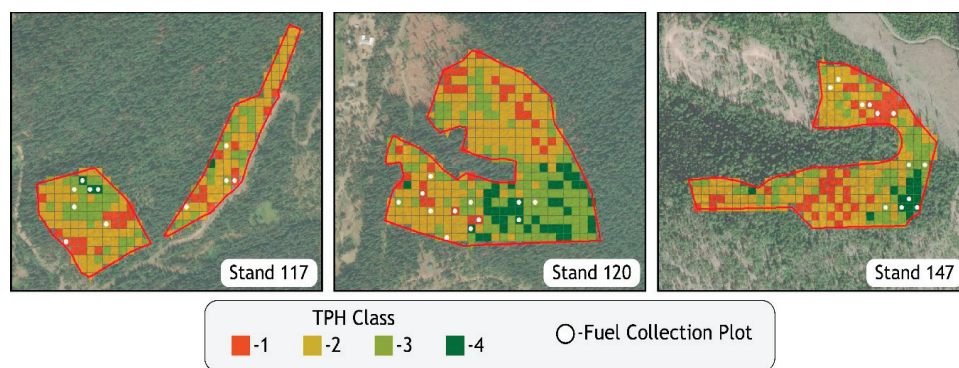 Stand 117
Stand 120
Stand 147
TPH Class
-1
-2
-3
-4
-Fuel Collection Plot